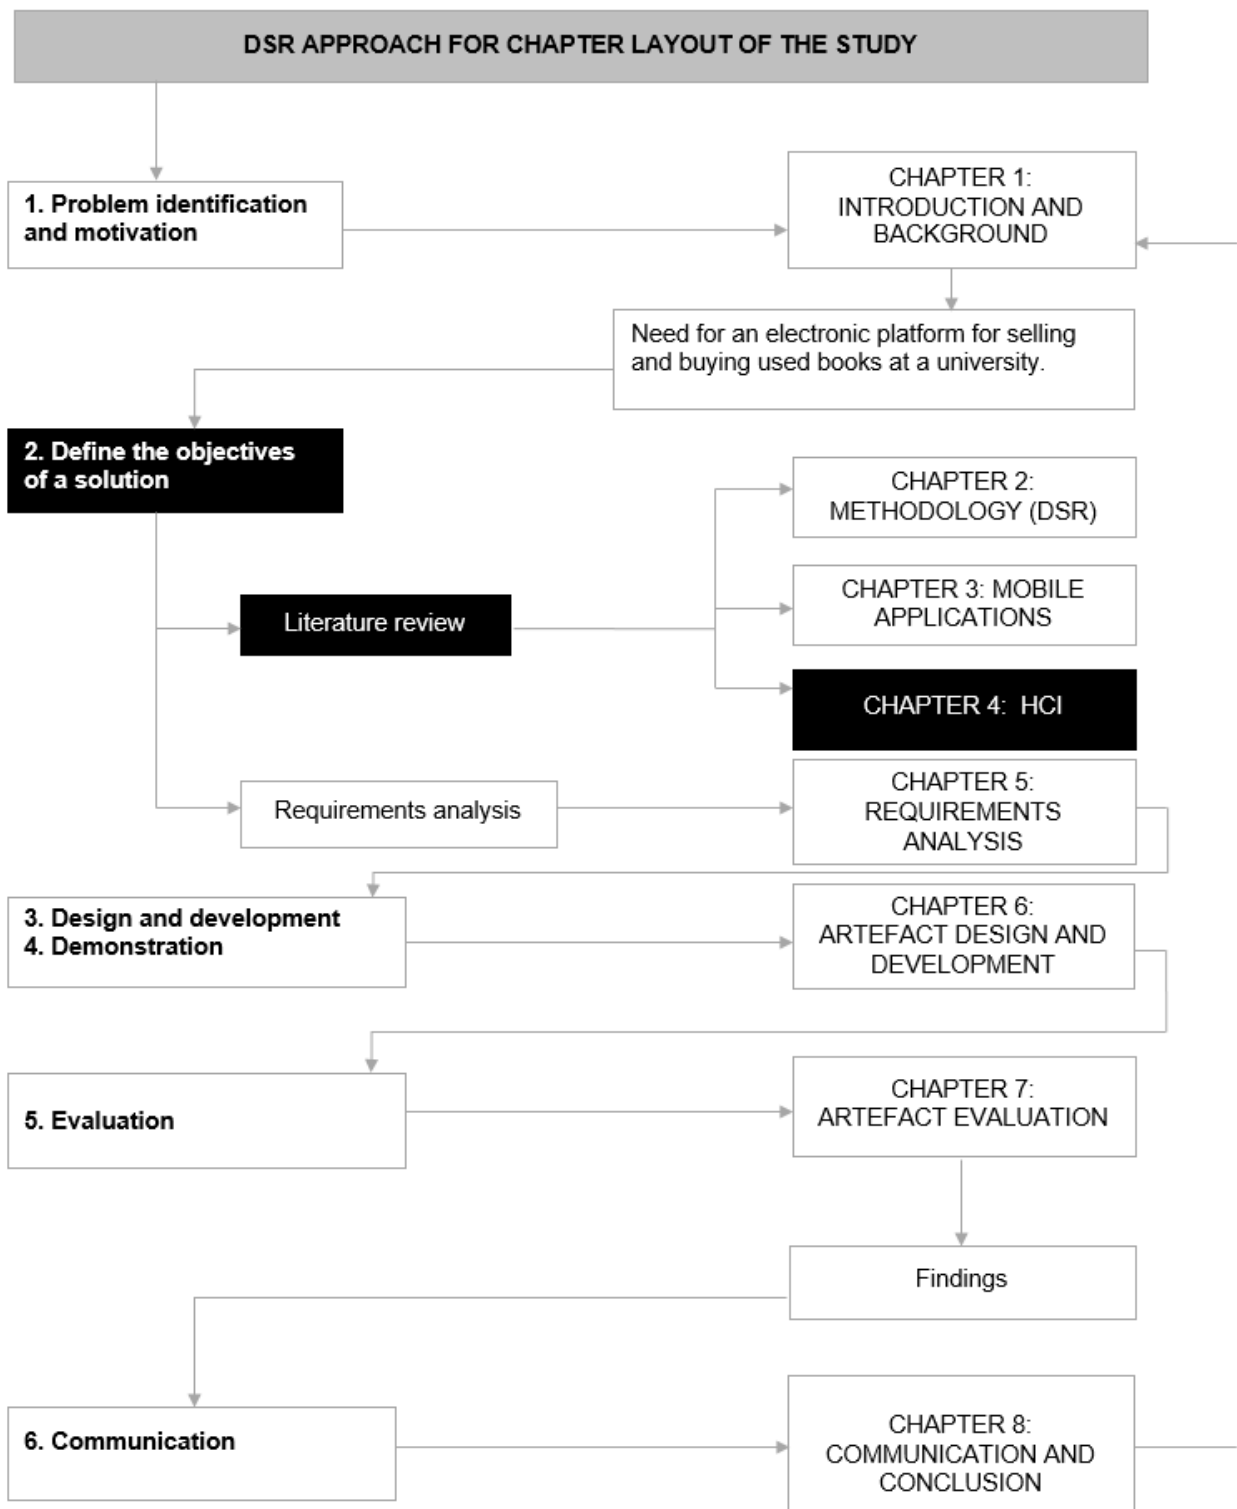 DSR APPROACH FOR CHAPTER LAYOUT OF THE STUDY
1. Problem identification
and motivation
CHAPTER 1:
INTRODUCTION AND
BACKGROUND
Need for an electronic platform for selling
and buying used books at a university.
2. Define the objectives
of a solution
Literature review
CHAPTER 2:
METHODOLOGY (DSR)
CHAPTER 3: MOBILE
APPLICATIONS
CHAPTER 4: HCI
Requirements analysis
CHAPTER 5:
REQUIREMENTS
ANALYSIS
3. Design and development
4. Demonstration
CHAPTER 6:
ARTEFACT DESIGN AND
DEVELOPMENT
5. Evaluation
CHAPTER 7:
ARTEFACT EVALUATION
Findings
6. Communication
CHAPTER 8:
COMMUNICATION AND
CONCLUSION